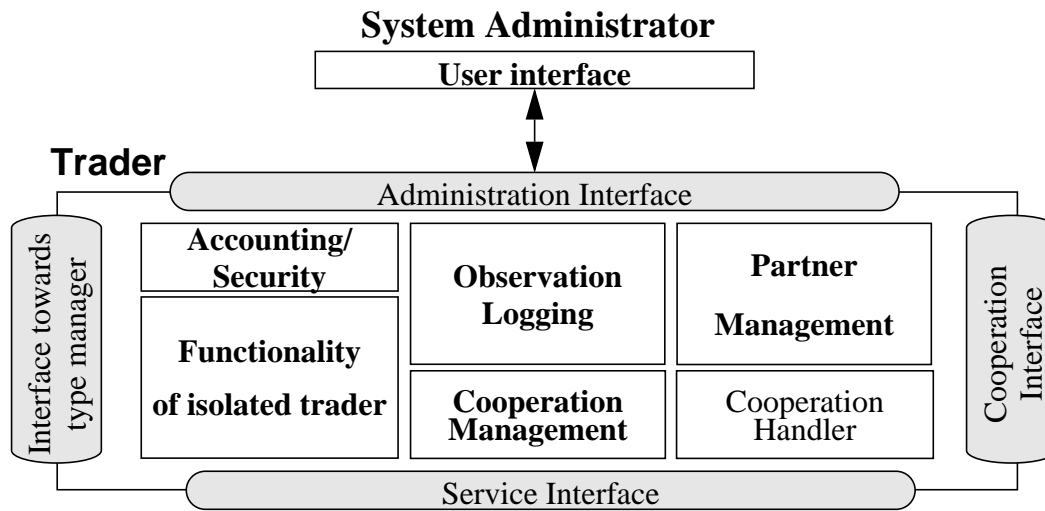 System Administrator
User interface
Trader
Administration Interface
Interface towards
type manager
Accounting/
Security
Functionality
of isolated trader
Observation
Logging
Cooperation
Management
Partner
Management
Cooperation
Handler
Cooperation
Interface
Service Interface